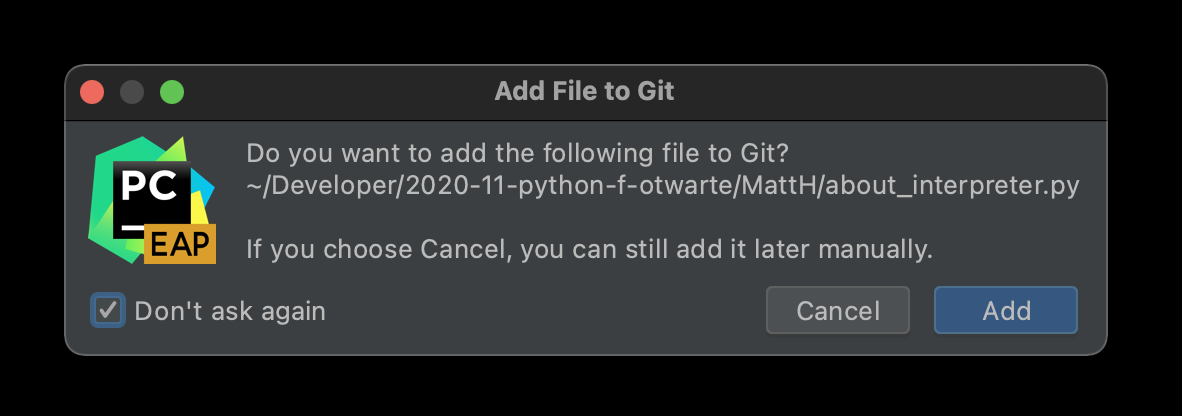 Add File to Git
PC
EAP
Do you want to add the following file to Git?
~/Developer/2020-11-python-f-otwarte/MattH/about_interpreter.py
If you choose Cancel, you can still add it later manually.
Don't ask again
Cancel
Add